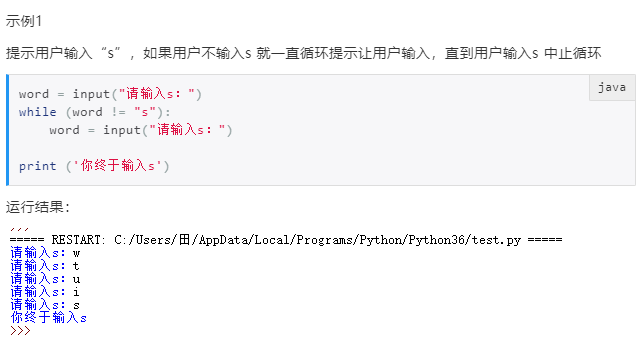 示例1
提示用户输入“s”，如果用户不输入s 就一直循环提示让用户输入，直到用户输入s 中止循环
java
word = input("请输入s：")
while (word != "s"):
    word = input("请输入s：")
print ('你终于输入s')
运行结果：
===== RESTART: C:/Users/田/AppData/Local/Programs/Python/Python36/test.py =====
请输入s：w
请输入s：t
请输入s：u
请输入s：i
请输入s：s
你终于输入s
>>>